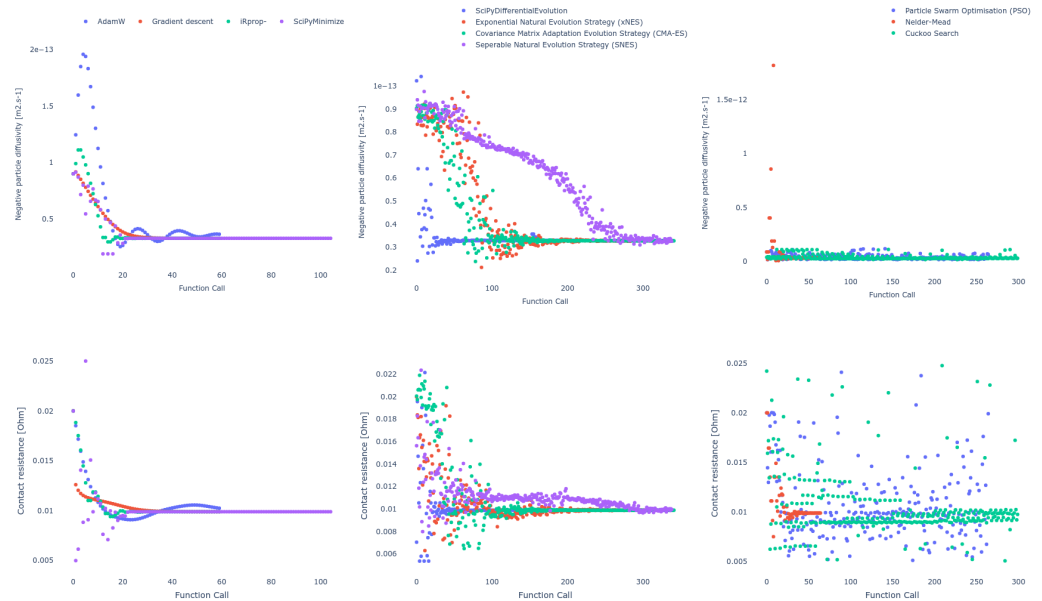 AdamW Gradient descent iRprop- SciPyMinimize
Negative particle diffusivity [m2.s-1]
2e−13
1.5
1
0.5
0 20 40 60 80 100
Function Call
SciPyDifferentialEvolution
Exponential Natural Evolution Strategy (xNES)
Covariance Matrix Adaptation Evolution Strategy (CMA-ES)
Seperable Natural Evolution Strategy (SNES)
Negative particle diffusivity [m2.s-1]
1e−13
0.9
0.8
0.7
0.6
0.5
0.4
0.3
0.2
0 100 200 300
Function Call
Particle Swarm Optimisation (PSO)
Nelder-Mead
Cuckoo Search
Negative particle diffusivity [m2.s-1]
1.5e−12
1
0.5
0
0 50 100 150 200 250 300
Function Call
Contact resistance [Ohm]
0.025
0.02
0.015
0.01
0.005
0 20 40 60 80 100
Function Call
Contact resistance [Ohm]
0.022
0.02
0.018
0.016
0.014
0.012
0.01
0.008
0.006
0 100 200 300
Function Call
Contact resistance [Ohm]
0.025
0.02
0.015
0.01
0.005
0 50 100 150 200 250 300
Function Call